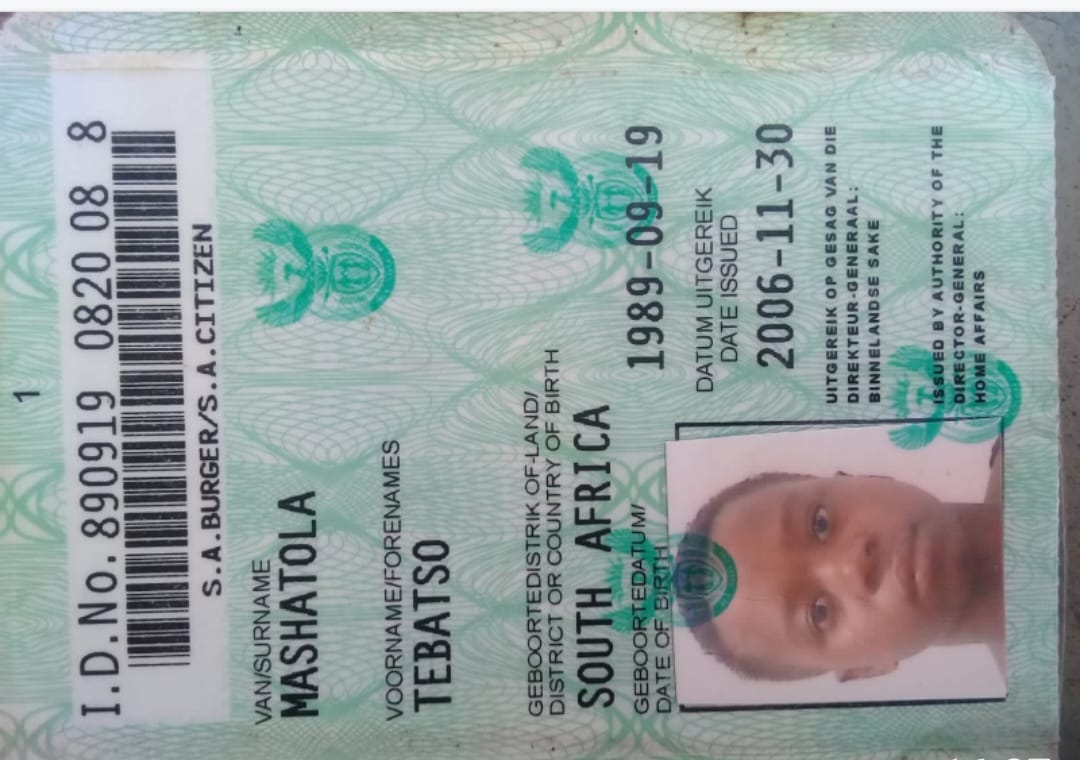 1
I.D.No. 890919 0820 08 8
S.A.BURGER/S.A.CITIZEN
VAN/SURNAME
MASHATOLA
VOORNAME/FORENAMES
TEBATSO
GEBOORTEDISTRIK OF-LAND/
DISTRICT OR COUNTRY OF BIRTH
SOUTH AFRICA
GEBOORTEDATUM/
DATE OF BIRTH
1989-09-19
DATUM UITGEREIK
DATE ISSUED
2006-11-30
UITGEREIK OP GESAG VAN DIE
DIREKTEUR-GENERAAL:
BINNELANDSE SAKE
ISSUED BY AUTHORITY OF THE
DIRECTOR-GENERAL:
HOME AFFAIRS